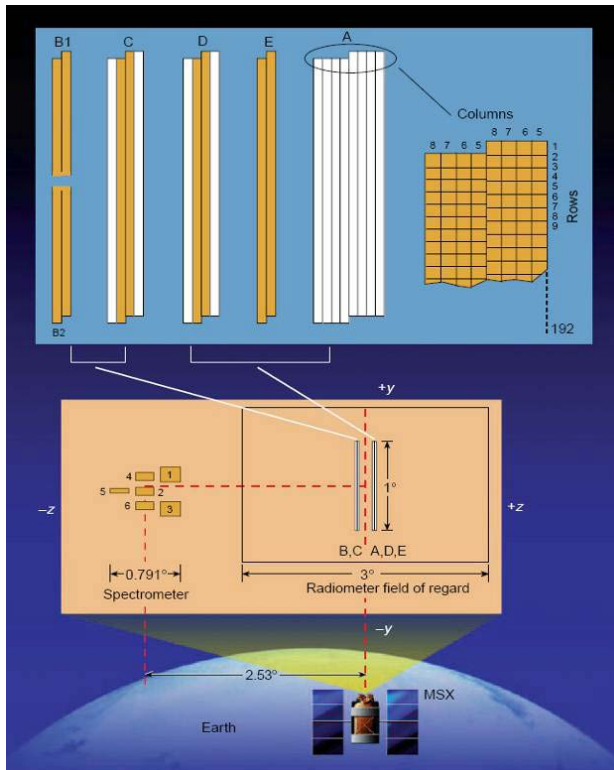 B1 C D E A
Columns
8 7 6 5 8 7 6 5
1
2
3
4
5
6
7
8
9
Rows
192
B2
+y
4 1
5 2
6 3
1°
–z
+z
B,C A,D,E
0.791°
3°
Spectrometer
Radiometer field of regard
–y
2.53°
MSX
Earth